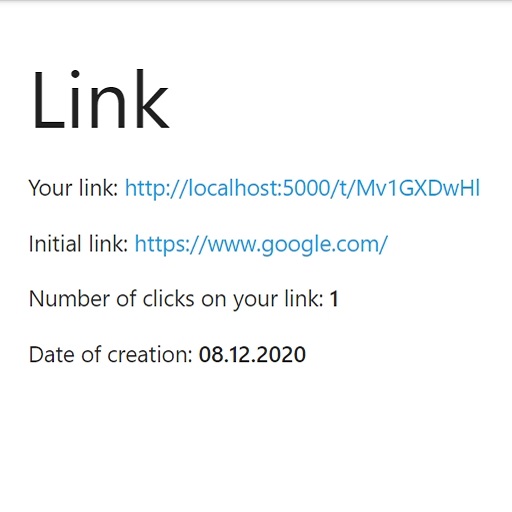 Link
Your link: http://localhost:5000/t/Mv1GXDwHl
Initial link: https://www.google.com/
Number of clicks on your link: 1
Date of creation: 08.12.2020